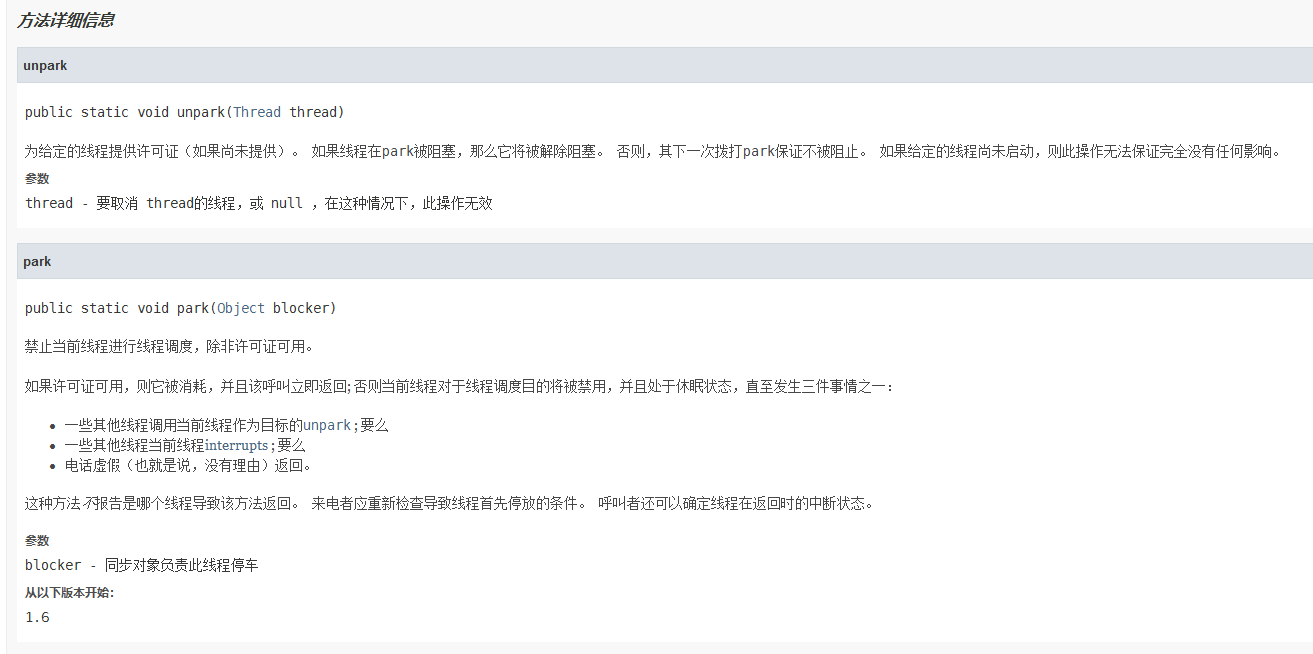 方法详细信息
unpark
public static void unpark(Thread thread)
为给定的线程提供许可证（如果尚未提供）。 如果线程在park被阻塞，那么它将被解除阻塞。 否则，其下一次拨打park保证不被阻止。 如果给定的线程尚未启动，则此操作无法保证完全没有任何影响。
参数
thread - 要取消 thread的线程，或 null ，在这种情况下，此操作无效
park
public static void park(Object blocker)
禁止当前线程进行线程调度，除非许可证可用。
如果许可证可用，则它被消耗，并且该呼叫立即返回;否则当前线程对于线程调度目的将被禁用，并且处于休眠状态，直至发生三件事情之一：
• 一些其他线程调用当前线程作为目标的unpark;要么
• 一些其他线程当前线程interrupts;要么
• 电话虚假（也就是说，没有理由）返回。
这种方法不报告是哪个线程导致该方法返回。 来电者应重新检查导致线程首先停放的条件。 呼叫者还可以确定线程在返回时的中断状态。
参数
blocker - 同步对象负责此线程停车
从以下版本开始：
1.6